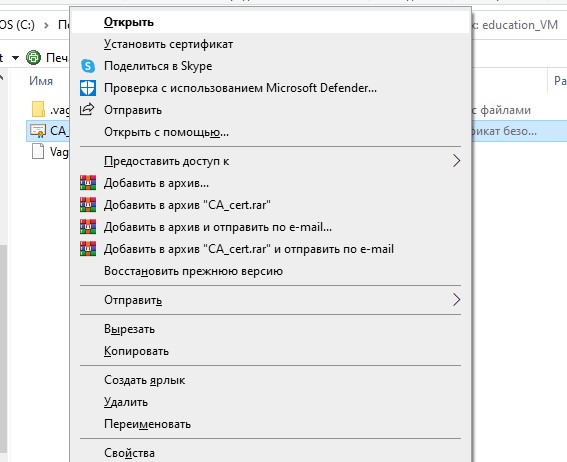 OS (C:)
к: education_VM
Имя
.vag
CA_
Vag
Открыть
Установить сертификат
Поделиться в Skype
Проверка с использованием Microsoft Defender...
Отправить
Открыть с помощью...
Предоставить доступ к
Добавить в архив...
Добавить в архив "CA_cert.rar"
Добавить в архив и отправить по e-mail...
Добавить в архив "CA_cert.rar" и отправить по e-mail
Восстановить прежнюю версию
Отправить
Вырезать
Копировать
Создать ярлык
Удалить
Переименовать
Свойства
Ра
с файлами
рикат безо...